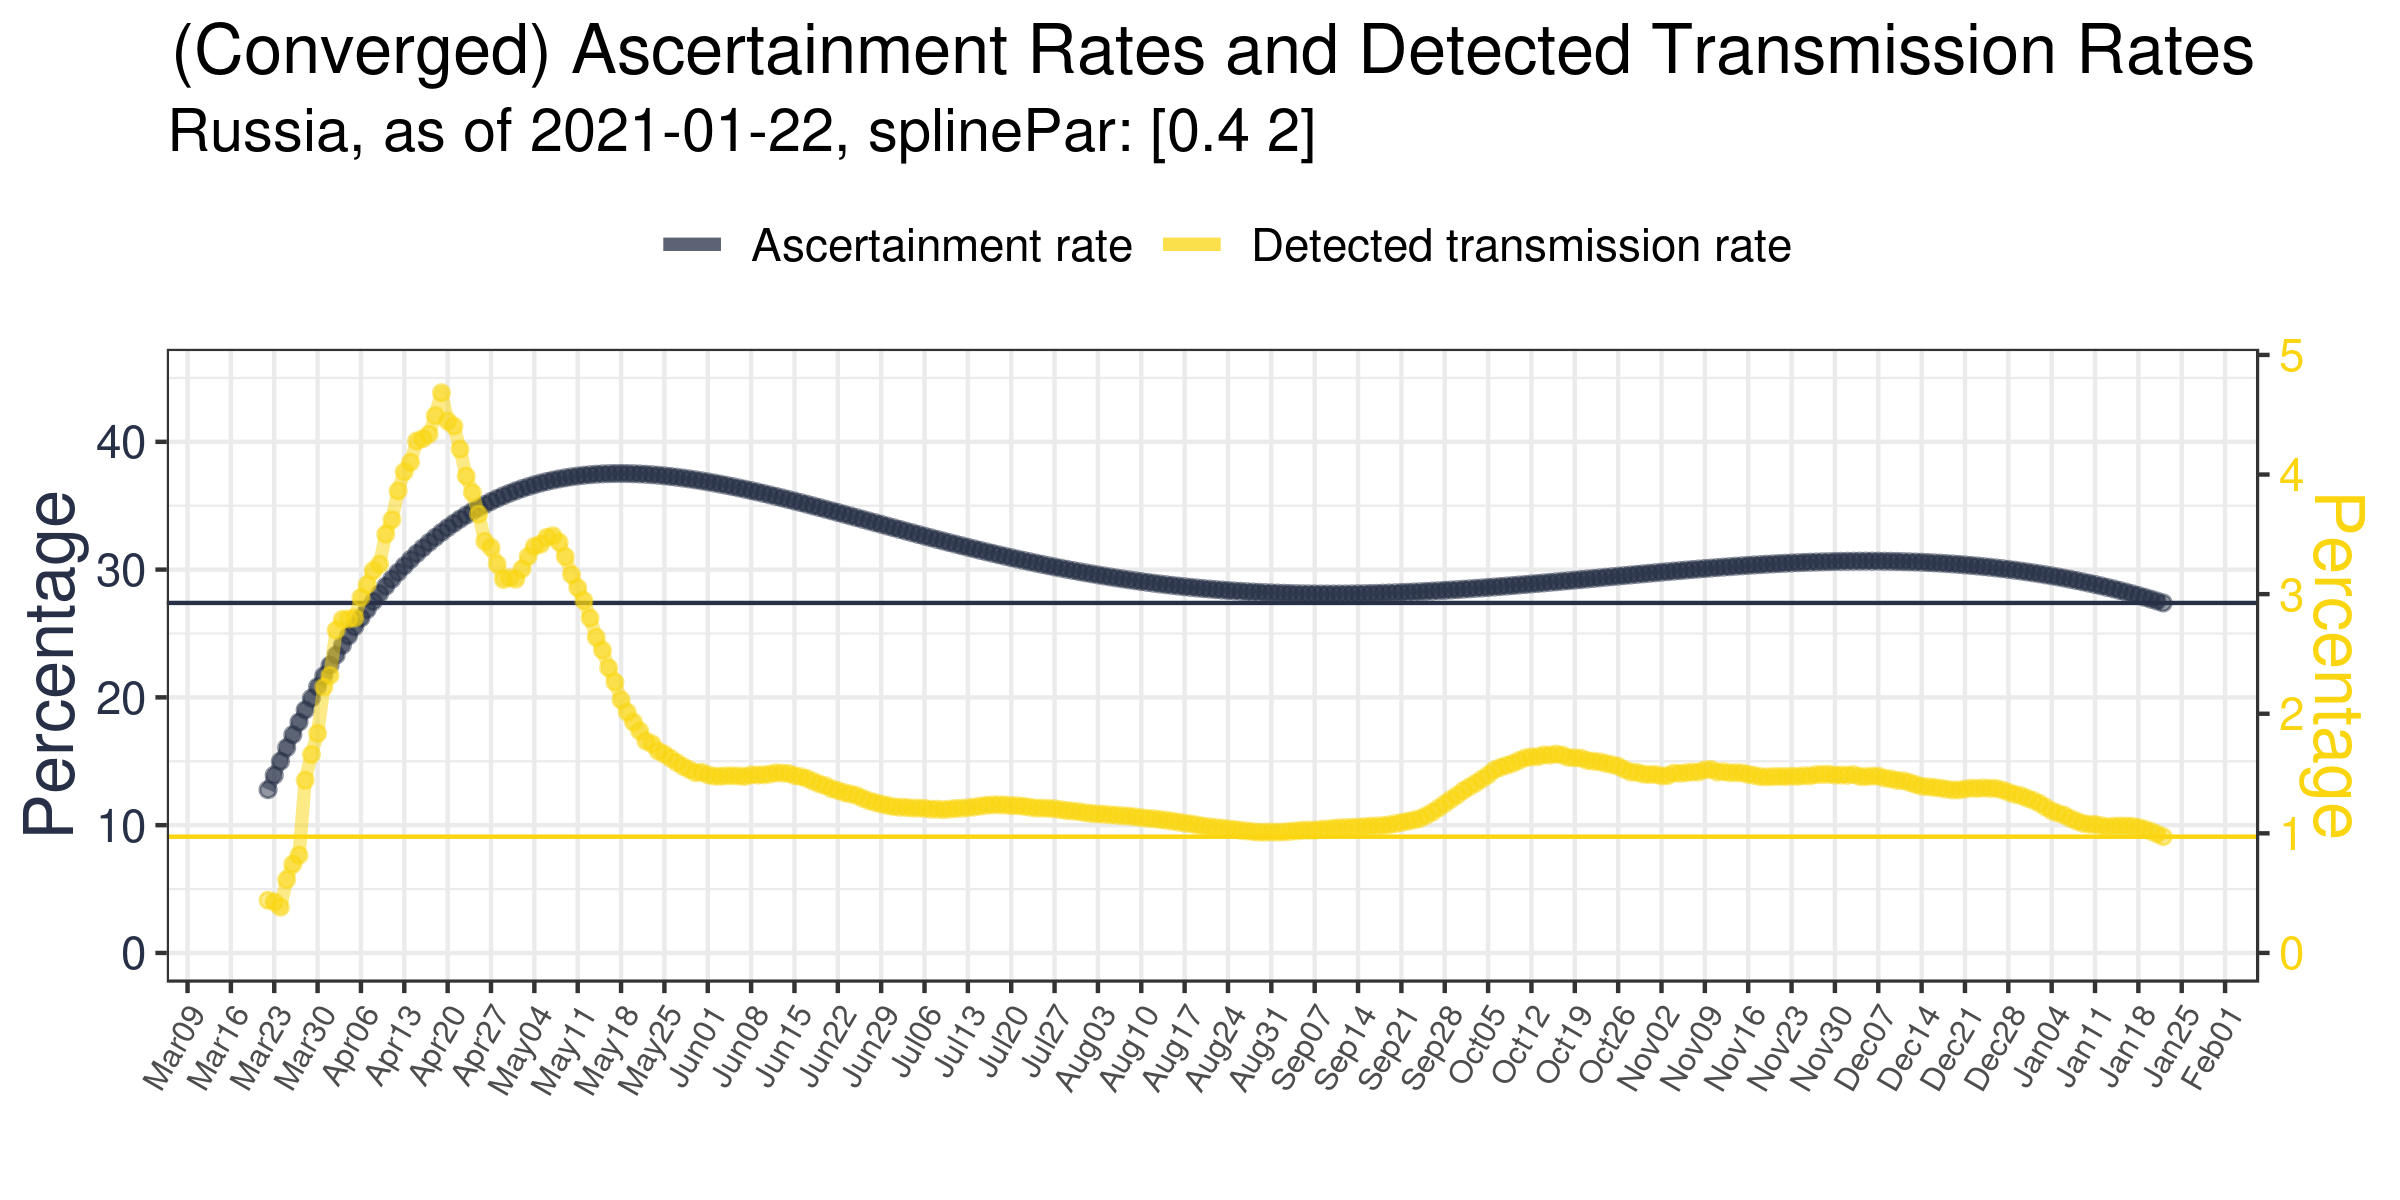 (Converged) Ascertainment Rates and Detected Transmission Rates
Russia, as of 2021-01-22, splinePar: [0.4 2]
Ascertainment rate
Detected transmission rate
Percentage
40
30
20
10
0
5
4
3
2
1
0
Percentage
Mar09
Mar16
Mar23
Mar30
Apr06
Apr13
Apr20
Apr27
May04
May11
May18
May25
Jun01
Jun08
Jun15
Jun22
Jun29
Jul06
Jul13
Jul20
Jul27
Aug03
Aug10
Aug17
Aug24
Aug31
Sep07
Sep14
Sep21
Sep28
Oct05
Oct12
Oct19
Oct26
Nov02
Nov09
Nov16
Nov23
Nov30
Dec07
Dec14
Dec21
Dec28
Jan04
Jan11
Jan18
Jan25
Feb01